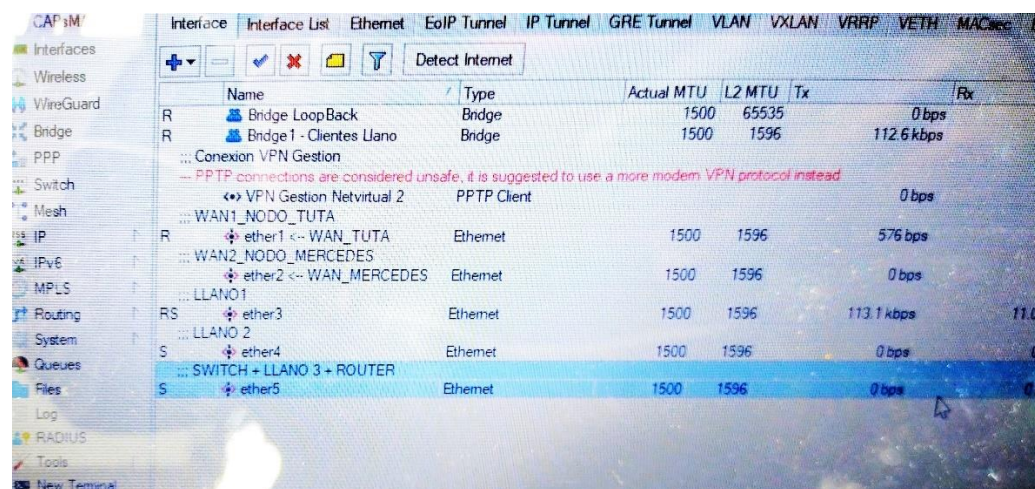 CAPsM
Interface Interface List Ethernet EoIP Tunnel IP Tunnel GRE Tunnel VLAN VXLAN VRRP VETH MACsec
Interfaces
Wireless
WireGuard
Bridge
PPP
Switch
Mesh
IP
IPv6
MPLS
Routing
System
Queues
Files
Log
RADIUS
Tools
New Terminal
Detect Internet
Name Type Actual MTU L2 MTU Tx Rx
R Bridge LoopBack Bridge 1500 65535 0 bps
R Bridge 1 - Clientes Llano Bridge 1500 1596 112.6 kbps
::: Conexion VPN Gestion
--- PPTP connections are considered unsafe, it is suggested to use a more modern VPN protocol instead
<-> VPN Gestion Netvirtual 2 PPTP Client 0 bps
::: WAN1_NODO_TUTA
R ether1 <-- WAN_TUTA Ethernet 1500 1596 576 bps
::: WAN2_NODO_MERCEDES
ether2 <-- WAN_MERCEDES Ethernet 1500 1596 0 bps
::: LLANO1
RS ether3 Ethernet 1500 1596 113.1 kbps 11.0
::: LLANO 2
S ether4 Ethernet 1500 1596 0 bps
::: SWITCH + LLANO 3 + ROUTER
S ether5 Ethernet 1500 1596 0 bps